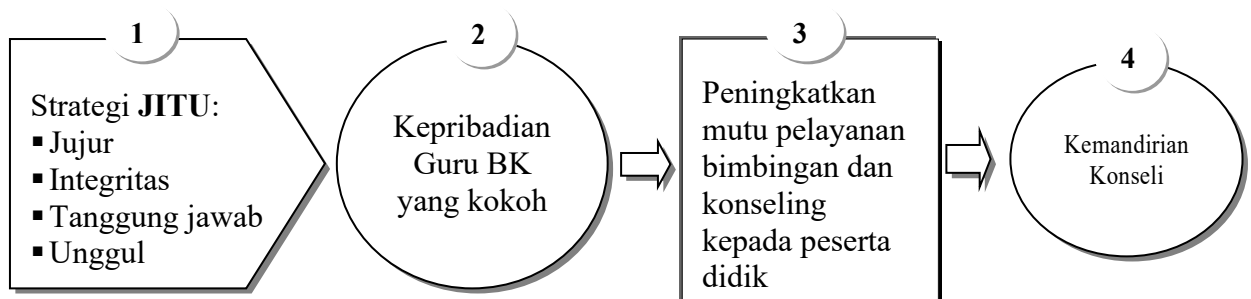 1
Strategi JITU:
▪ Jujur
▪ Integritas
▪ Tanggung jawab
▪ Unggul
2
Kepribadian
Guru BK
yang kokoh
3
Peningkatkan
mutu pelayanan
bimbingan dan
konseling
kepada peserta
didik
4
Kemandirian
Konseli